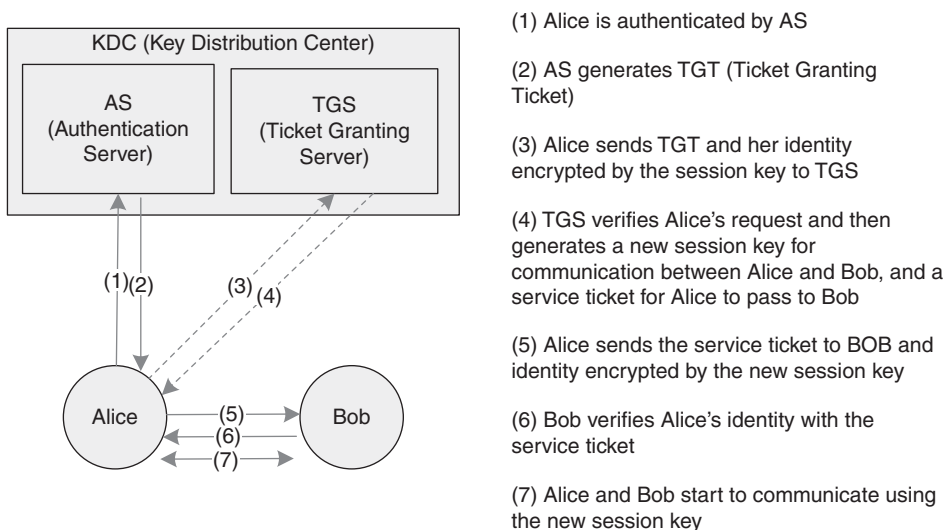 KDC (Key Distribution Center)
AS
(Authentication
Server)
TGS
(Ticket Granting
Server)
(1)
(2)
(3)
(4)
Alice
Bob
(5)
(6)
(7)
(1) Alice is authenticated by AS
(2) AS generates TGT (Ticket Granting
Ticket)
(3) Alice sends TGT and her identity
encrypted by the session key to TGS
(4) TGS verifies Alice's request and then
generates a new session key for
communication between Alice and Bob, and a
service ticket for Alice to pass to Bob
(5) Alice sends the service ticket to BOB and
identity encrypted by the new session key
(6) Bob verifies Alice's identity with the
service ticket
(7) Alice and Bob start to communicate using
the new session key